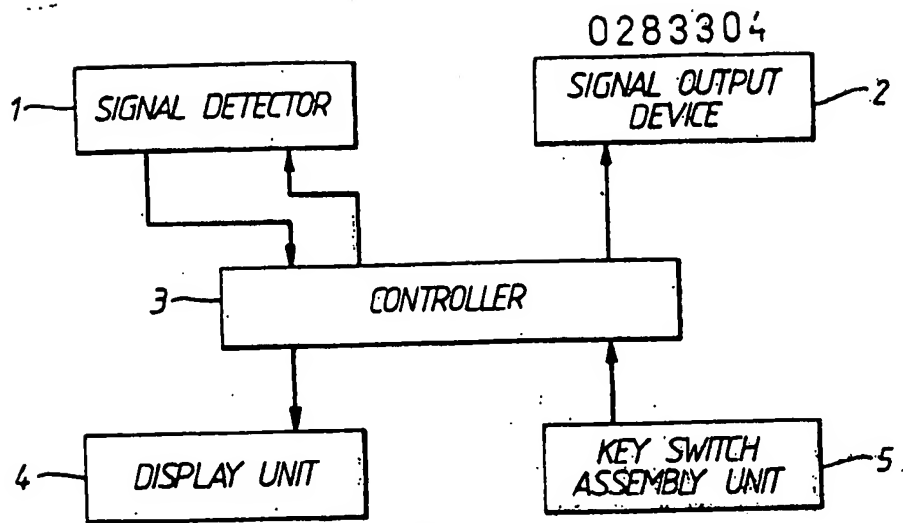 0283304
1
SIGNAL DETECTOR
SIGNAL OUTPUT
DEVICE
2
3
CONTROLLER
4
DISPLAY UNIT
KEY SWITCH
ASSEMBLY UNIT
5